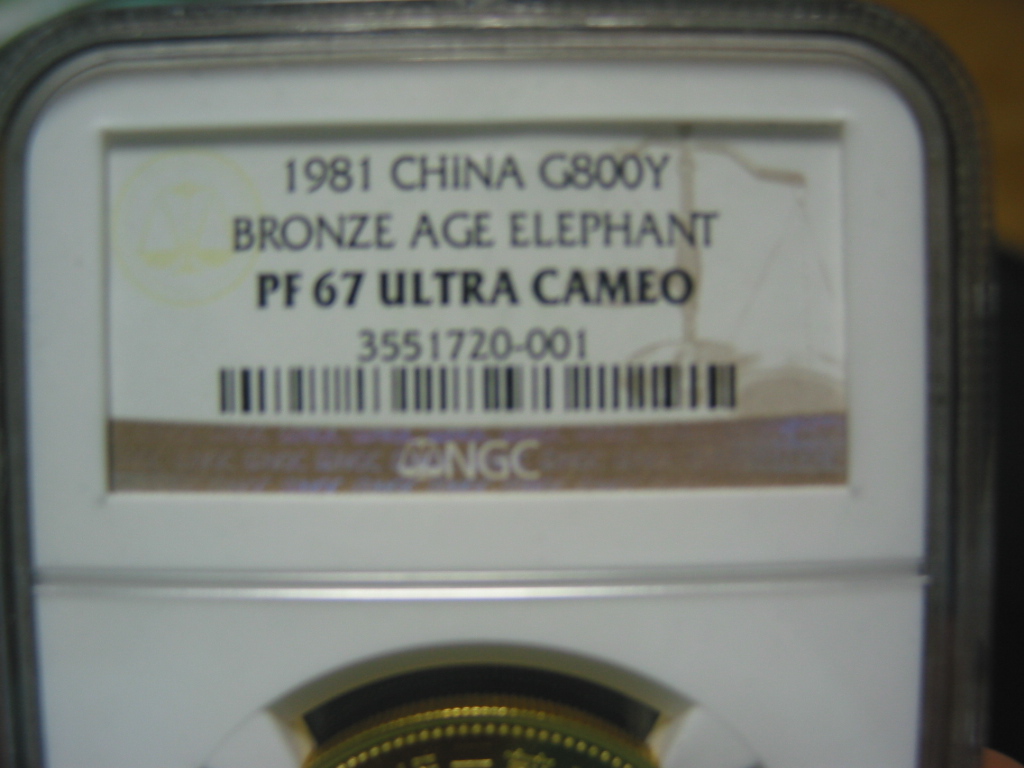 1981 CHINA G800Y
BRONZE AGE ELEPHANT
PF 67 ULTRA CAMEO
3551720-001
NGC